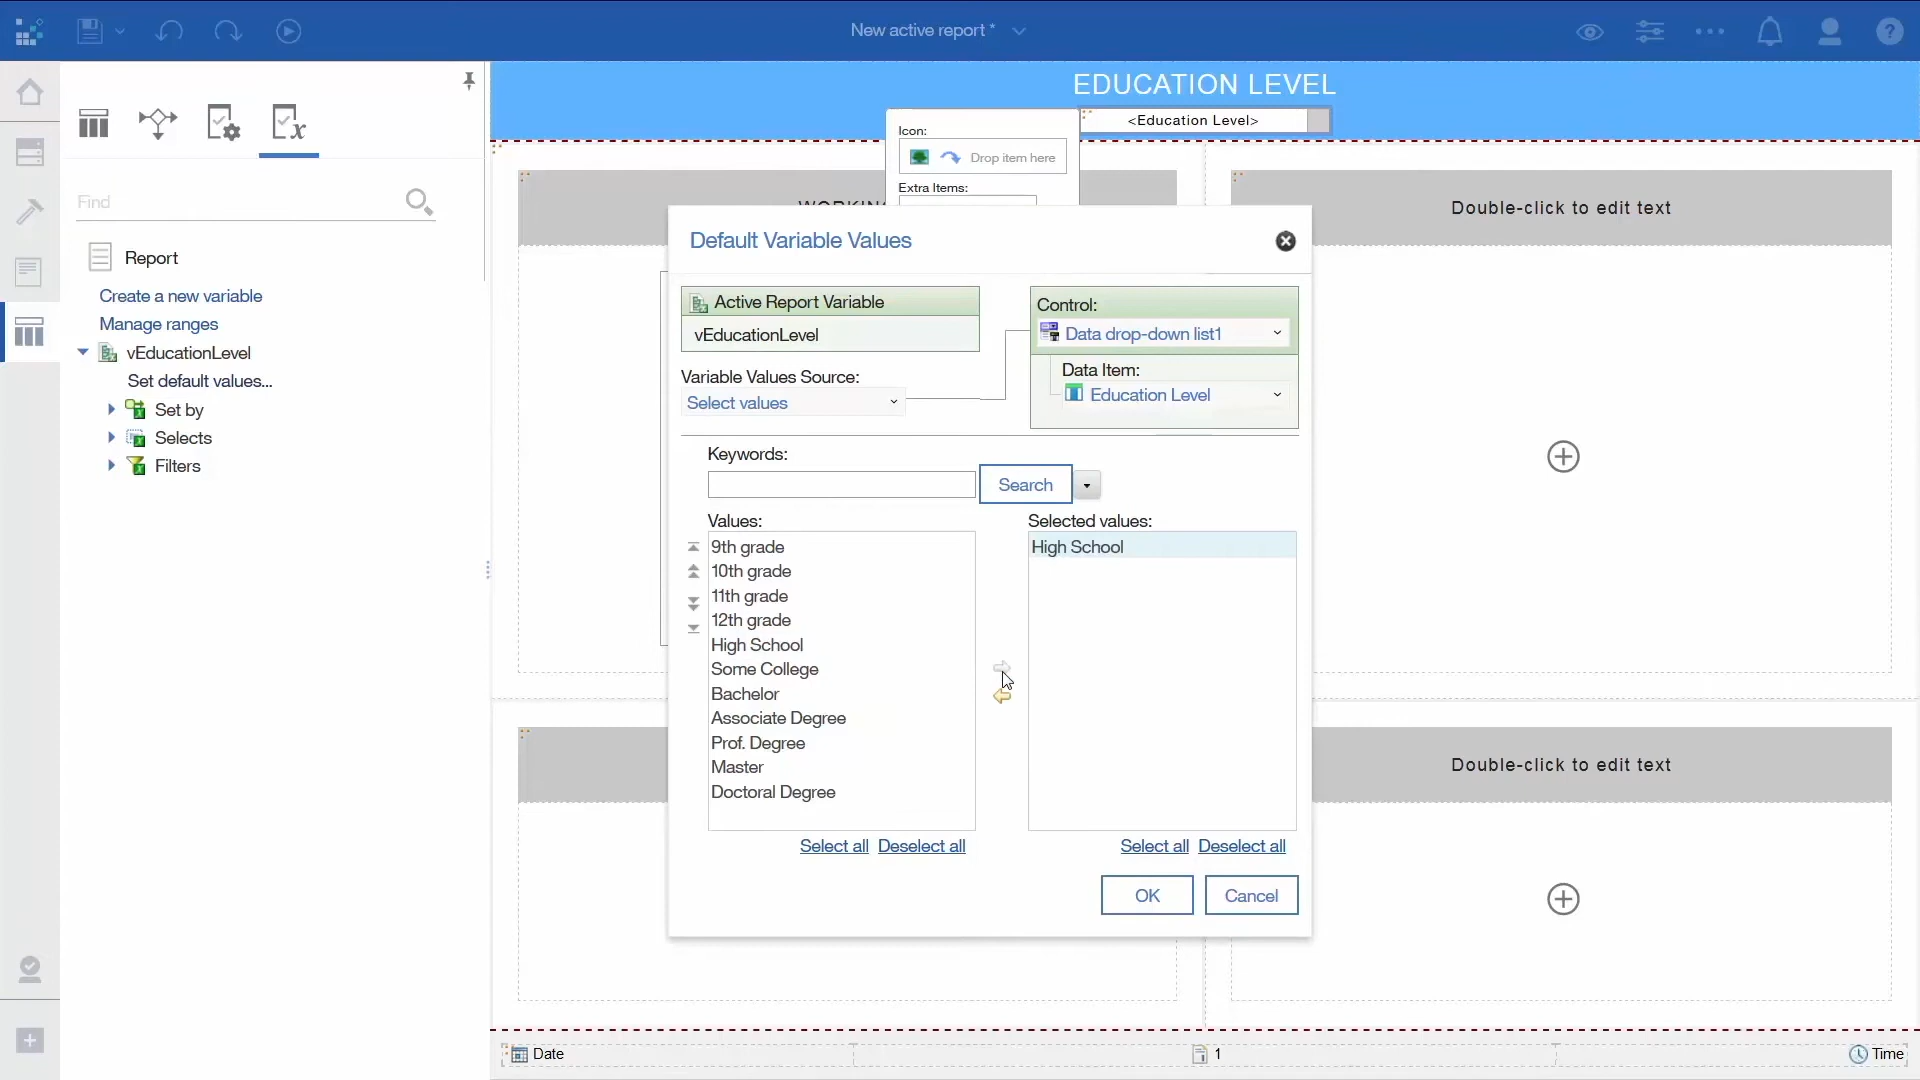 New active report *
?
EDUCATION LEVEL
<Education Level>
Icon:
Drop item here
Extra Items:
Find
Report
Create a new variable
Manage ranges
vEducationLevel
Set default values...
Set by
Selects
Filters
Double-click to edit text
Default Variable Values
Active Report Variable
vEducationLevel
Variable Values Source:
Select values
Control:
Data drop-down list1
Data Item:
Education Level
Keywords:
Search
Values:
9th grade
10th grade
11th grade
12th grade
High School
Some College
Bachelor
Associate Degree
Prof. Degree
Master
Doctoral Degree
Select all Deselect all
Selected values:
High School
Select all Deselect all
OK
Cancel
Double-click to edit text
Date
1
Time